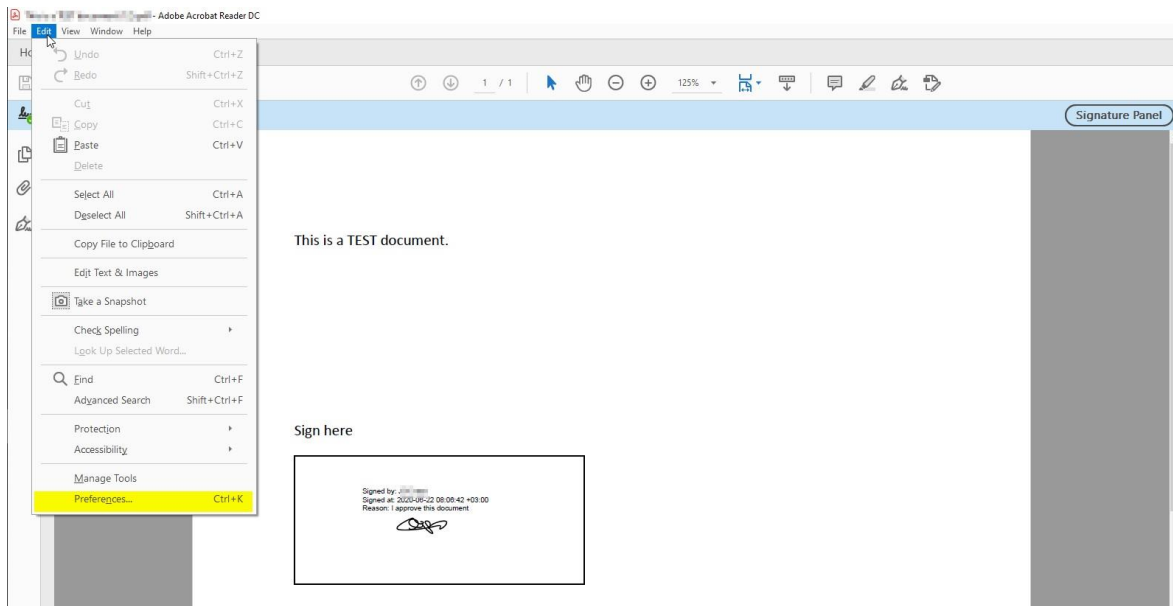 - Adobe Acrobat Reader DC
File Edit View Window Help
Undo Ctrl+Z
Redo Shift+Ctrl+Z
1 / 1
125%
Cut Ctrl+X
Copy Ctrl+C
Signature Panel
Paste Ctrl+V
Delete
Select All Ctrl+A
Deselect All Shift+Ctrl+A
Copy File to Clipboard
Edit Text & Images
Take a Snapshot
Check Spelling
Look Up Selected Word...
Find Ctrl+F
Advanced Search Shift+Ctrl+F
Protection
Accessibility
Manage Tools
Preferences... Ctrl+K
This is a TEST document.
Sign here
Signed by:
Signed at: 2020-06-22 08:06:42 +03:00
Reason: I approve this document